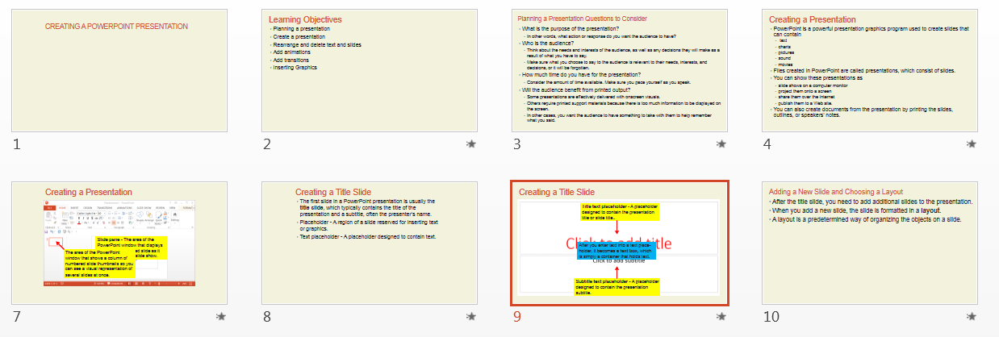 CREATING A POWERPOINT PRESENTATION
1
Learning Objectives
Planning a presentation
Create a presentation
Rearrange and delete text and slides
Add animations
Add transitions
Inserting Graphics
2
Planning a Presentation Questions to Consider
What is the purpose of the presentation?
In other words, what action or response do you want the audience to have?
Who is the audience?
Think about the needs and interests of the audience, as well as any decisions they will make as a
result of what you have to say.
Make sure what you choose to say to the audience is relevant to their needs, interests, and
decisions, or it will be forgotten.
How much time do you have for the presentation?
Consider the amount of time available. Make sure you pace yourself as you speak.
Will the audience benefit from printed output?
Some presentations are effectively delivered with onscreen visuals.
Others require printed support materials because there is too much information to be displayed on
the screen.
In other cases, you want the audience to have something to take with them to help remember
what you said.
3
Creating a Presentation
PowerPoint is a powerful presentation graphics program used to create slides that
can contain
text
charts
pictures
sound
movies
Files created in PowerPoint are called presentations, which consist of slides.
You can show these presentations as
slide shows on a computer monitor
project them onto a screen
share them over the Internet
publish them to a Web site.
You can also create documents from the presentation by printing the slides,
outlines, or speakers' notes.
4
Creating a Presentation
Slide pane - The area of the
PowerPoint window that displays
slide as it
slide show.
The area of the PowerPoint
window that shows a column of
numbered slide thumbnails so you
can see a visual representation of
several slides at once.
7
Creating a Title Slide
The first slide in a PowerPoint presentation is usually the
title slide, which typically contains the title of the
presentation and a subtitle, often the presenter's name.
Placeholder - A region of a slide reserved for inserting text
or graphics.
Text placeholder - A placeholder designed to contain text.
8
Creating a Title Slide
Title text placeholder - A placeholder
designed to contain the presentation
title or slide title.
Click to add title
After you enter text into a text place-
holder, it becomes a text box, which
is simply a container that holds text.
Click to add subtitle
Subtitle text placeholder - A placeholder
designed to contain the presentation
subtitle.
9
Adding a New Slide and Choosing a Layout
After the title slide, you need to add additional slides to the presentation.
When you add a new slide, the slide is formatted in a layout.
A layout is a predetermined way of organizing the objects on a slide.
10